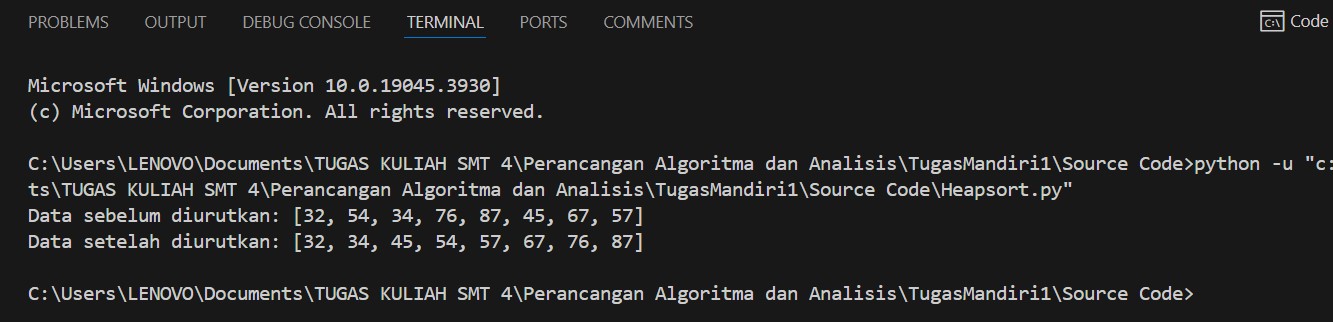 PROBLEMS OUTPUT DEBUG CONSOLE TERMINAL PORTS COMMENTS Code
Microsoft Windows [Version 10.0.19045.3930]
(c) Microsoft Corporation. All rights reserved.
C:\Users\LENOVO\Documents\TUGAS KULIAH SMT 4\Perancangan Algoritma dan Analisis\TugasMandiri1\Source Code>python -u "c:
ts\TUGAS KULIAH SMT 4\Perancangan Algoritma dan Analisis\TugasMandiri1\Source Code\Heapsort.py"
Data sebelum diurutkan: [32, 54, 34, 76, 87, 45, 67, 57]
Data setelah diurutkan: [32, 34, 45, 54, 57, 67, 76, 87]
C:\Users\LENOVO\Documents\TUGAS KULIAH SMT 4\Perancangan Algoritma dan Analisis\TugasMandiri1\Source Code>